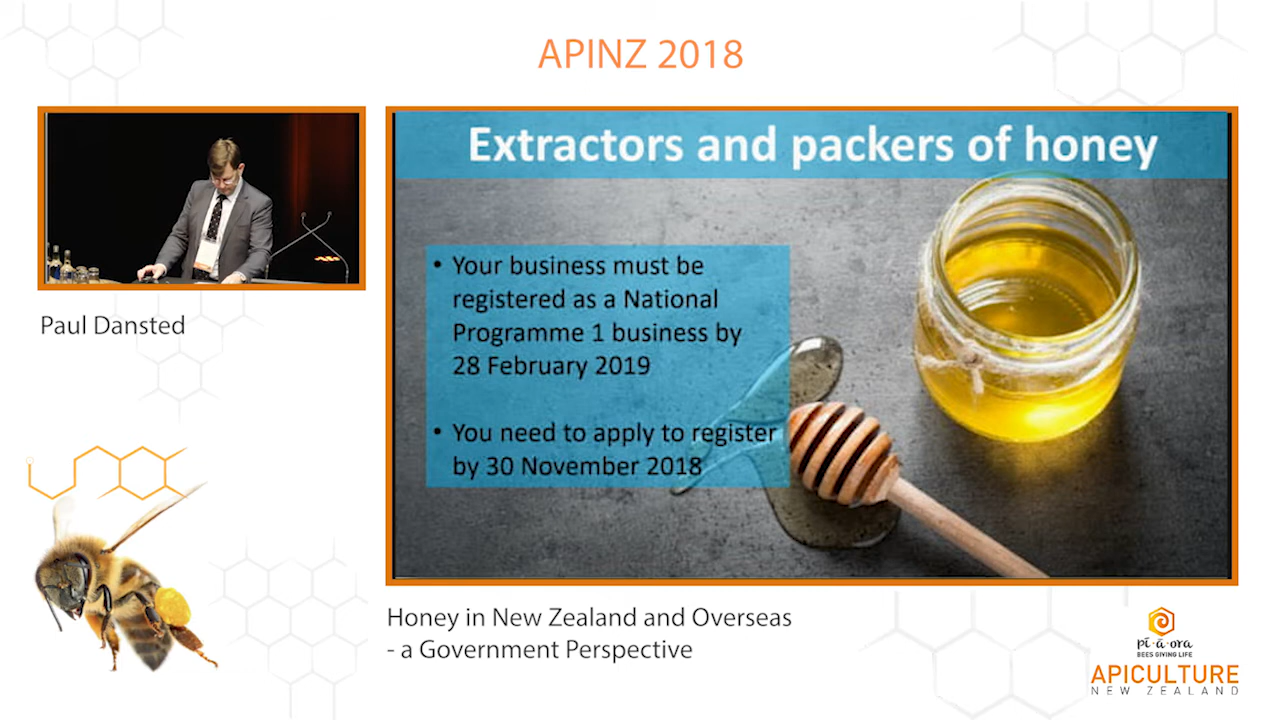 APINZ 2018
Extractors and packers of honey
• Your business must be
registered as a National
Programme 1 business by
28 February 2019
• You need to apply to register
by 30 November 2018
Paul Dansted
Honey in New Zealand and Overseas
- a Government Perspective
pī-ā-ora
BEES GIVING LIFE
APICULTURE
NEW ZEALAND